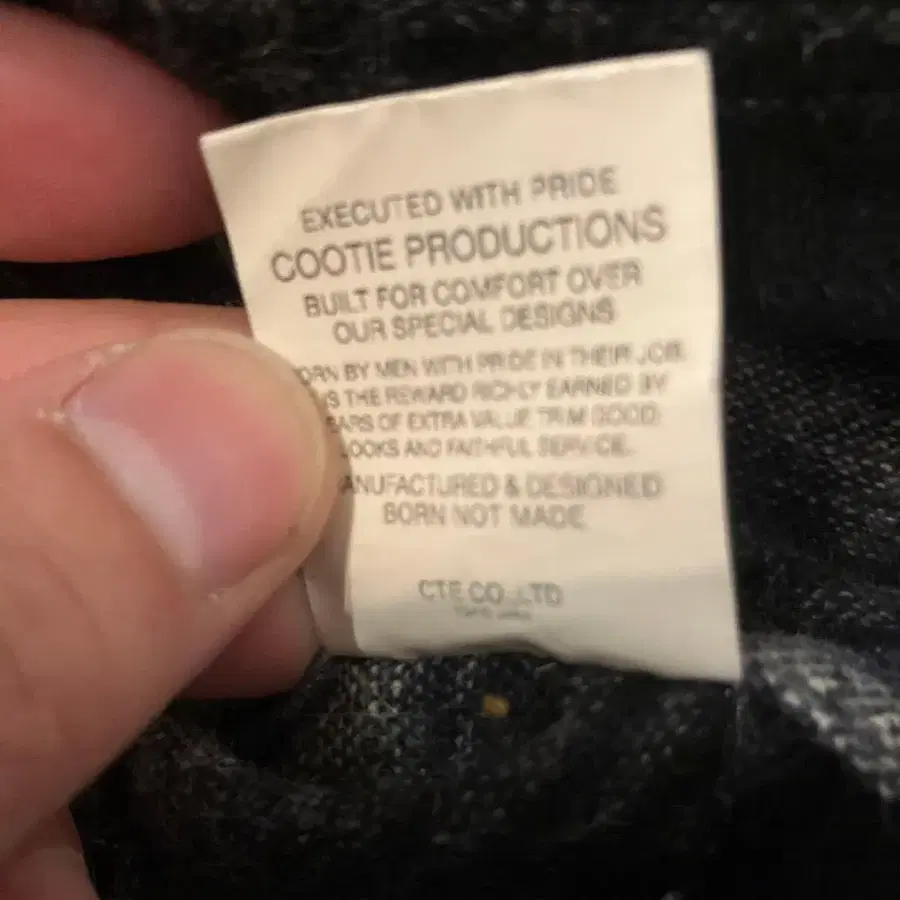 EXECUTED WITH PRIDE
COOTIE PRODUCTIONS
BUILT FOR COMFORT OVER
OUR SPECIAL DESIGNS
ORN BY MEN WITH PRIDE IN THEIR JOB.
S THE REWARD RICHLY EARNED BY
EARS OF EXTRA VALUE TRIM GOOD
LOOKS AND FAITHFUL SERVICE.
ANUFACTURED & DESIGNED
BORN NOT MADE
CTE CO.,LTD